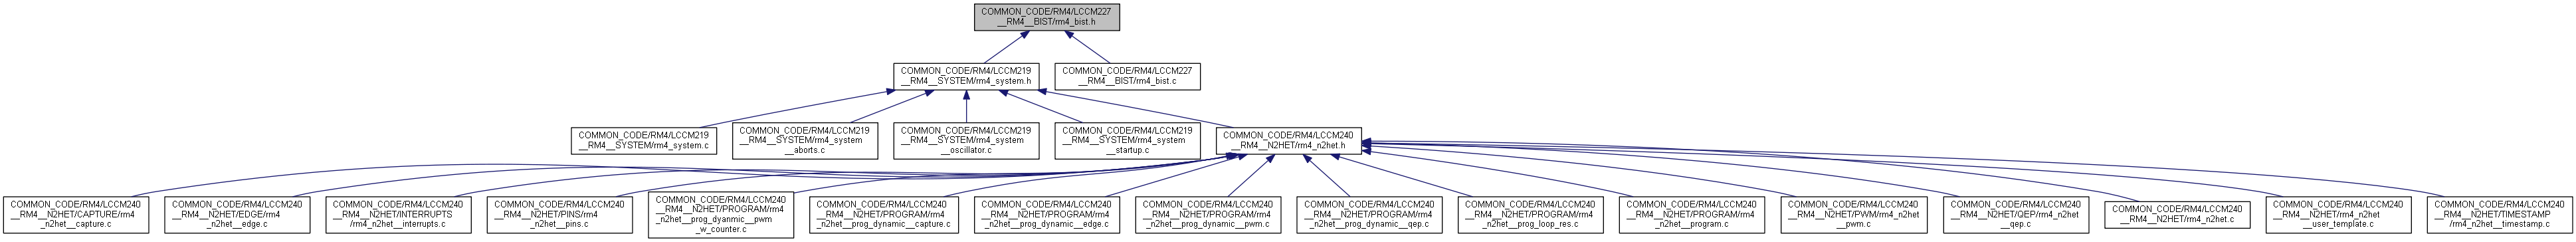 COMMON_CODE/RM4/LCCM227
__RM4__BIST/rm4_bist.h
COMMON_CODE/RM4/LCCM219
__RM4__SYSTEM/rm4_system.h
COMMON_CODE/RM4/LCCM227
__RM4__BIST/rm4_bist.c
COMMON_CODE/RM4/LCCM219
__RM4__SYSTEM/rm4_system.c
COMMON_CODE/RM4/LCCM219
__RM4__SYSTEM/rm4_system
__aborts.c
COMMON_CODE/RM4/LCCM219
__RM4__SYSTEM/rm4_system
__oscillator.c
COMMON_CODE/RM4/LCCM219
__RM4__SYSTEM/rm4_system
__startup.c
COMMON_CODE/RM4/LCCM240
__RM4__N2HET/rm4_n2het.h
COMMON_CODE/RM4/LCCM240
__RM4__N2HET/CAPTURE/rm4
_n2het__capture.c
COMMON_CODE/RM4/LCCM240
__RM4__N2HET/EDGE/rm4
_n2het__edge.c
COMMON_CODE/RM4/LCCM240
__RM4__N2HET/INTERRUPTS
/rm4_n2het__interrupts.c
COMMON_CODE/RM4/LCCM240
__RM4__N2HET/PINS/rm4
_n2het__pins.c
COMMON_CODE/RM4/LCCM240
__RM4__N2HET/PROGRAM/rm4
_n2het__prog_dyanmic__pwm
_w_counter.c
COMMON_CODE/RM4/LCCM240
__RM4__N2HET/PROGRAM/rm4
_n2het__prog_dynamic__capture.c
COMMON_CODE/RM4/LCCM240
__RM4__N2HET/PROGRAM/rm4
_n2het__prog_dynamic__edge.c
COMMON_CODE/RM4/LCCM240
__RM4__N2HET/PROGRAM/rm4
_n2het__prog_dynamic__pwm.c
COMMON_CODE/RM4/LCCM240
__RM4__N2HET/PROGRAM/rm4
_n2het__prog_dynamic__qep.c
COMMON_CODE/RM4/LCCM240
__RM4__N2HET/PROGRAM/rm4
_n2het__prog_loop_res.c
COMMON_CODE/RM4/LCCM240
__RM4__N2HET/PROGRAM/rm4
_n2het__program.c
COMMON_CODE/RM4/LCCM240
__RM4__N2HET/PWM/rm4_n2het
__pwm.c
COMMON_CODE/RM4/LCCM240
__RM4__N2HET/QEP/rm4_n2het
__qep.c
COMMON_CODE/RM4/LCCM240
__RM4__N2HET/rm4_n2het.c
COMMON_CODE/RM4/LCCM240
__RM4__N2HET/rm4_n2het
__user_template.c
COMMON_CODE/RM4/LCCM240
__RM4__N2HET/TIMESTAMP
/rm4_n2het__timestamp.c